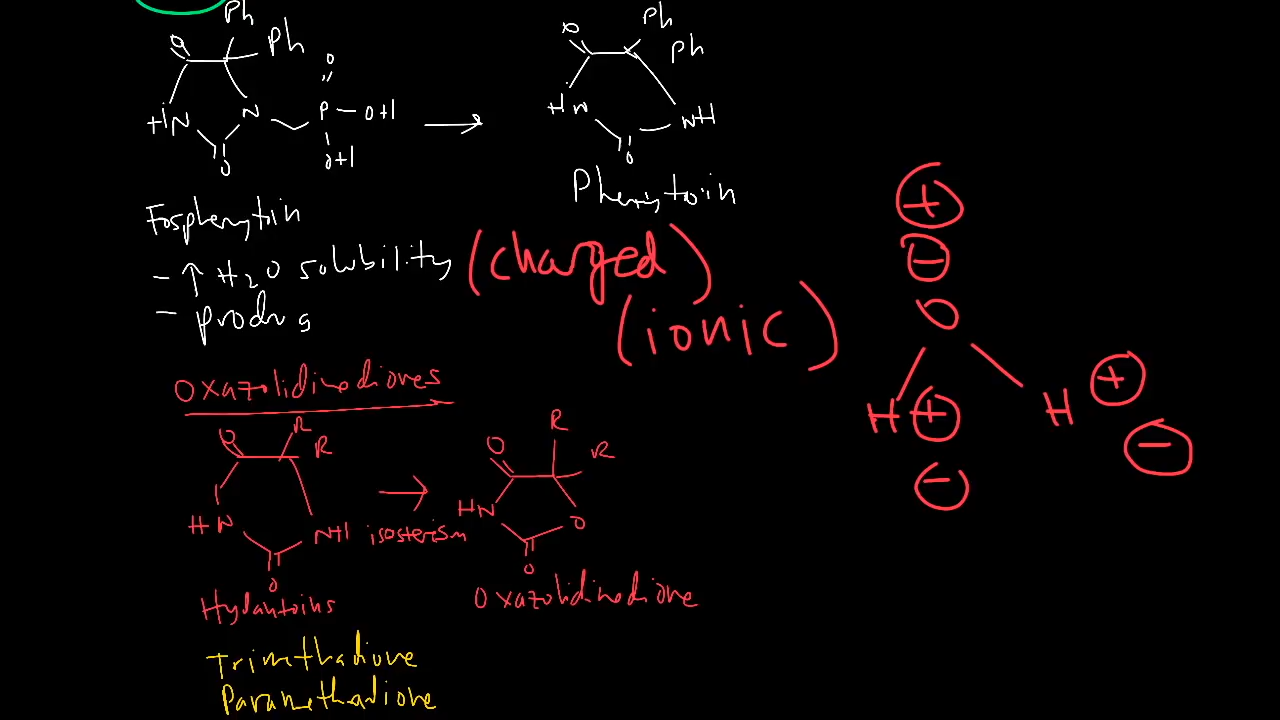 Ph
Ph
O
O
HN
N
P
OH
OH
O
Fosphenytoin
- ↑ H2O solubility
- prodrug
Ph
Ph
O
HN
NH
O
Phenytoin
(charged)
(ionic)
+
-
O
H +
H +
-
-
Oxazolidinediones
O
R
R
HN
NH
O
Hydantoins
→
isosterism
R
R
O
HN
O
O
Oxazolidinedione
Trimethadione
Paramethadione